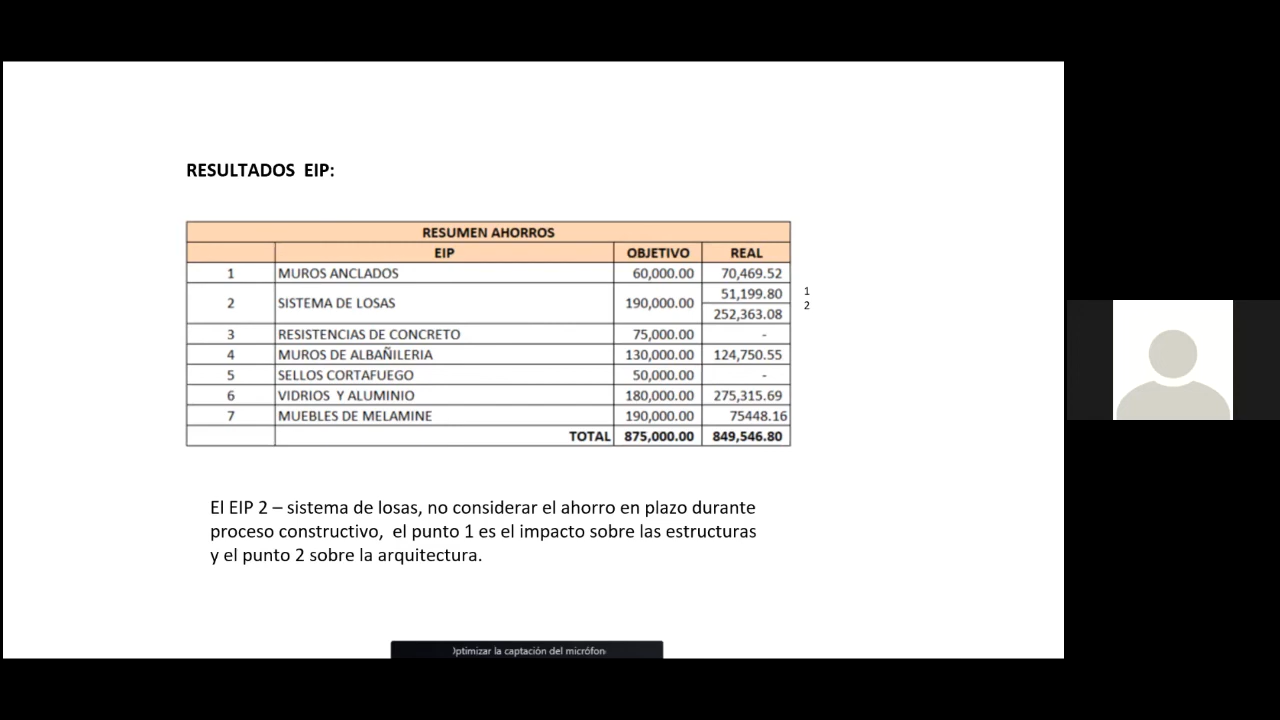 RESULTADOS EIP:
RESUMEN AHORROS
EIP OBJETIVO REAL
1 MUROS ANCLADOS 60,000.00 70,469.52
2 SISTEMA DE LOSAS 190,000.00 51,199.80 1
252,363.08 2
3 RESISTENCIAS DE CONCRETO 75,000.00 -
4 MUROS DE ALBAÑILERIA 130,000.00 124,750.55
5 SELLOS CORTAFUEGO 50,000.00 -
6 VIDRIOS Y ALUMINIO 180,000.00 275,315.69
7 MUEBLES DE MELAMINE 190,000.00 75448.16
TOTAL 875,000.00 849,546.80
El EIP 2 – sistema de losas, no considerar el ahorro en plazo durante
proceso constructivo, el punto 1 es el impacto sobre las estructuras
y el punto 2 sobre la arquitectura.
Optimizar la captación del micrófon